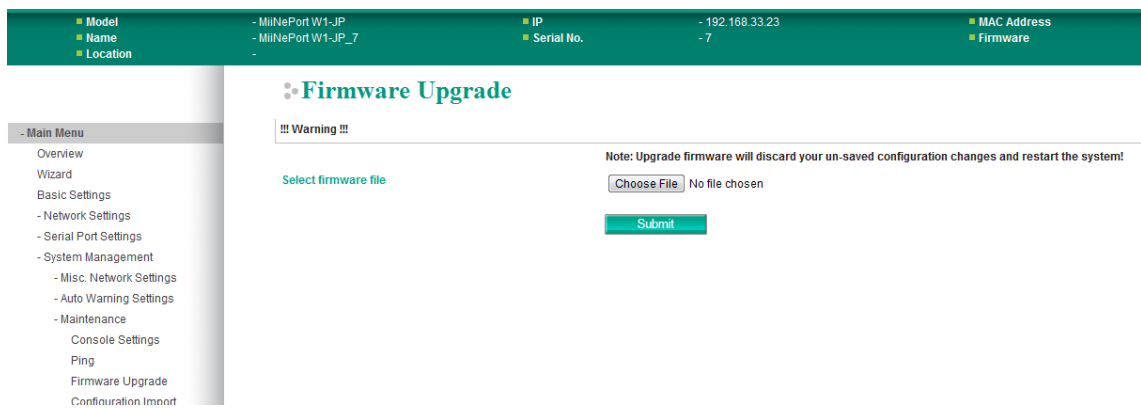 Model - MiiNePort W1-JP IP - 192.168.33.23 MAC Address
Name - MiiNePort W1-JP_7 Serial No. - 7 Firmware
Location -
Firmware Upgrade
!!! Warning !!!
- Main Menu
Overview
Wizard
Basic Settings
- Network Settings
- Serial Port Settings
- System Management
- Misc. Network Settings
- Auto Warning Settings
- Maintenance
Console Settings
Ping
Firmware Upgrade
Configuration Import
Note: Upgrade firmware will discard your un-saved configuration changes and restart the system!
Select firmware file Choose File No file chosen
Submit